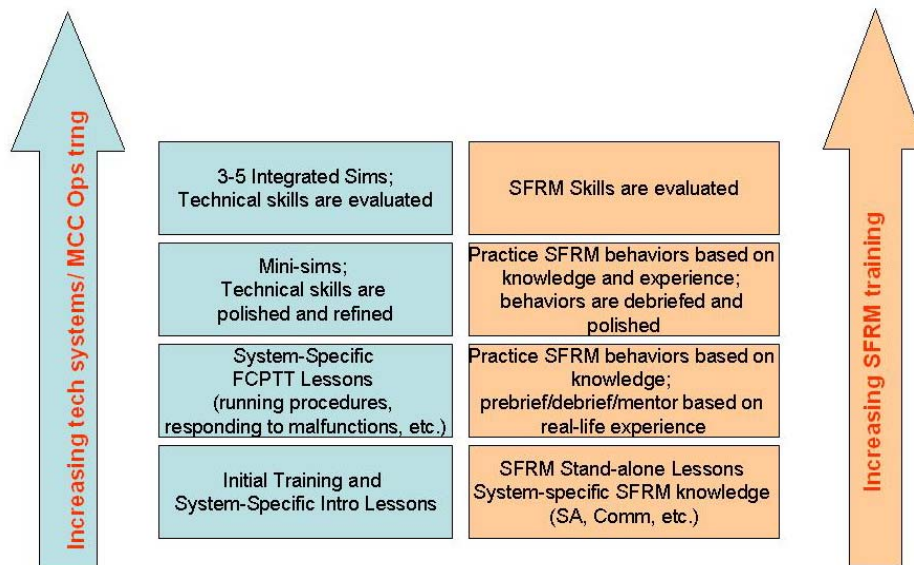 Increasing tech systems/ MCC Ops trng
3-5 Integrated Sims;
Technical skills are evaluated
SFRM Skills are evaluated
Mini-sims;
Technical skills are
polished and refined
Practice SFRM behaviors based on
knowledge and experience;
behaviors are debriefed and
polished
System-Specific
FCPTT Lessons
(running procedures,
responding to malfunctions, etc.)
Practice SFRM behaviors based on
knowledge;
prebrief/debrief/mentor based on
real-life experience
Initial Training and
System-Specific Intro Lessons
SFRM Stand-alone Lessons
System-specific SFRM knowledge
(SA, Comm, etc.)
Increasing SFRM training